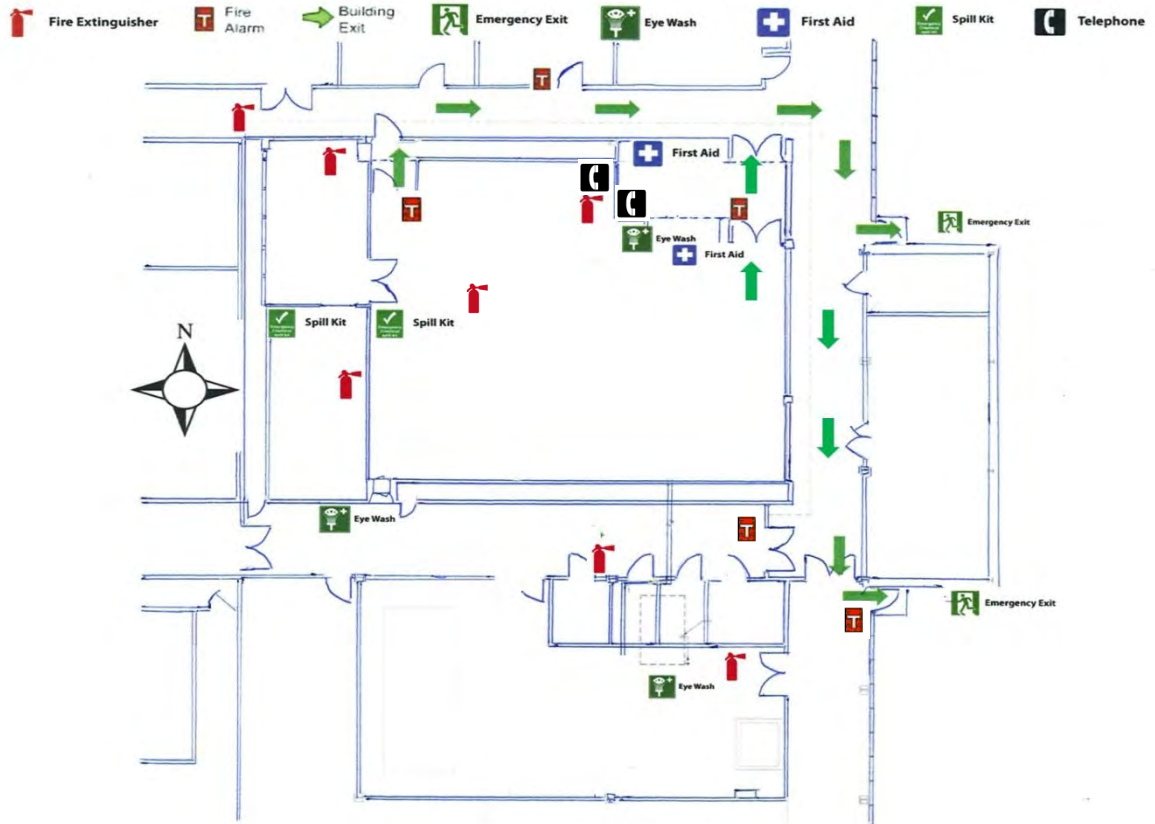 Fire Extinguisher
Fire
Alarm
Building
Exit
Emergency Exit
Eye Wash
First Aid
Spill Kit
Telephone
T
First Aid
T
T
Emergency Exit
Eye Wash
First Aid
N
Spill Kit
Spill Kit
Eye Wash
T
Emergency Exit
T
Eye Wash